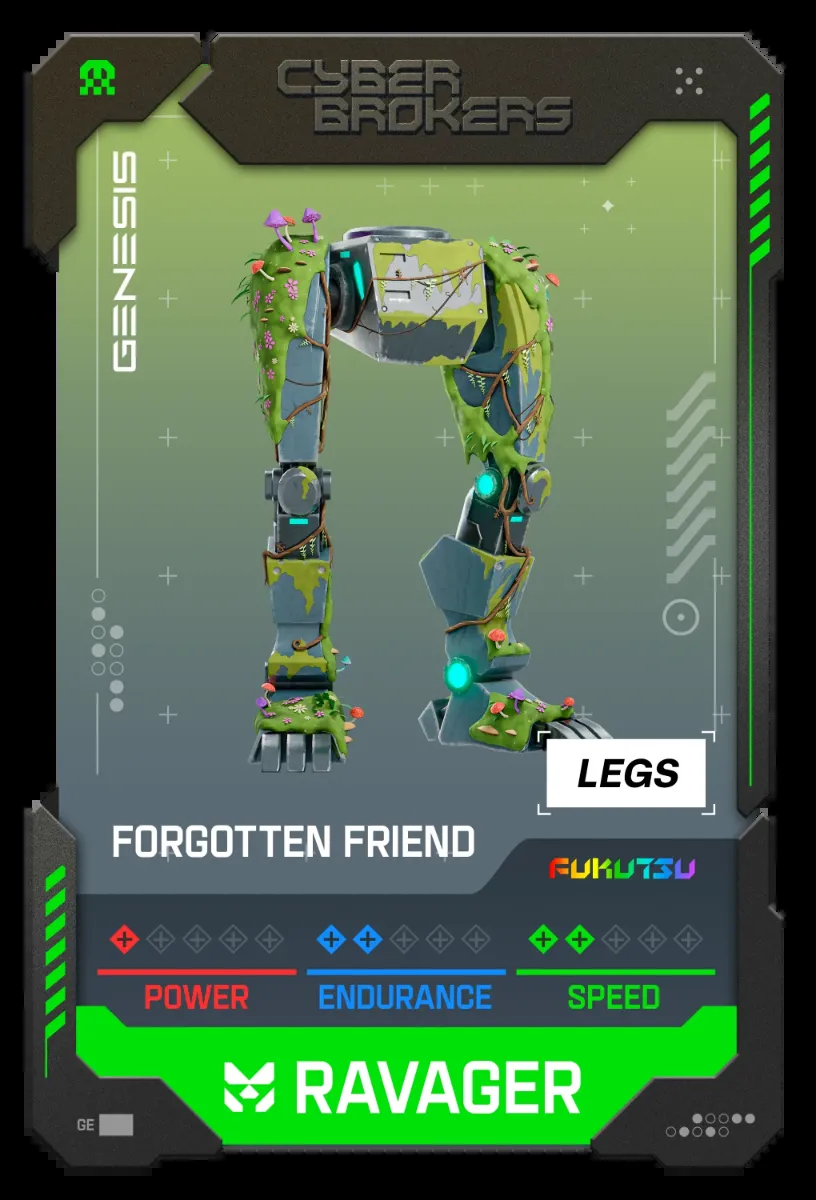 CYBER
BROKERS
GENESIS
LEGS
FORGOTTEN FRIEND
FUKUTSU
POWER
ENDURANCE
SPEED
RAVAGER
GE